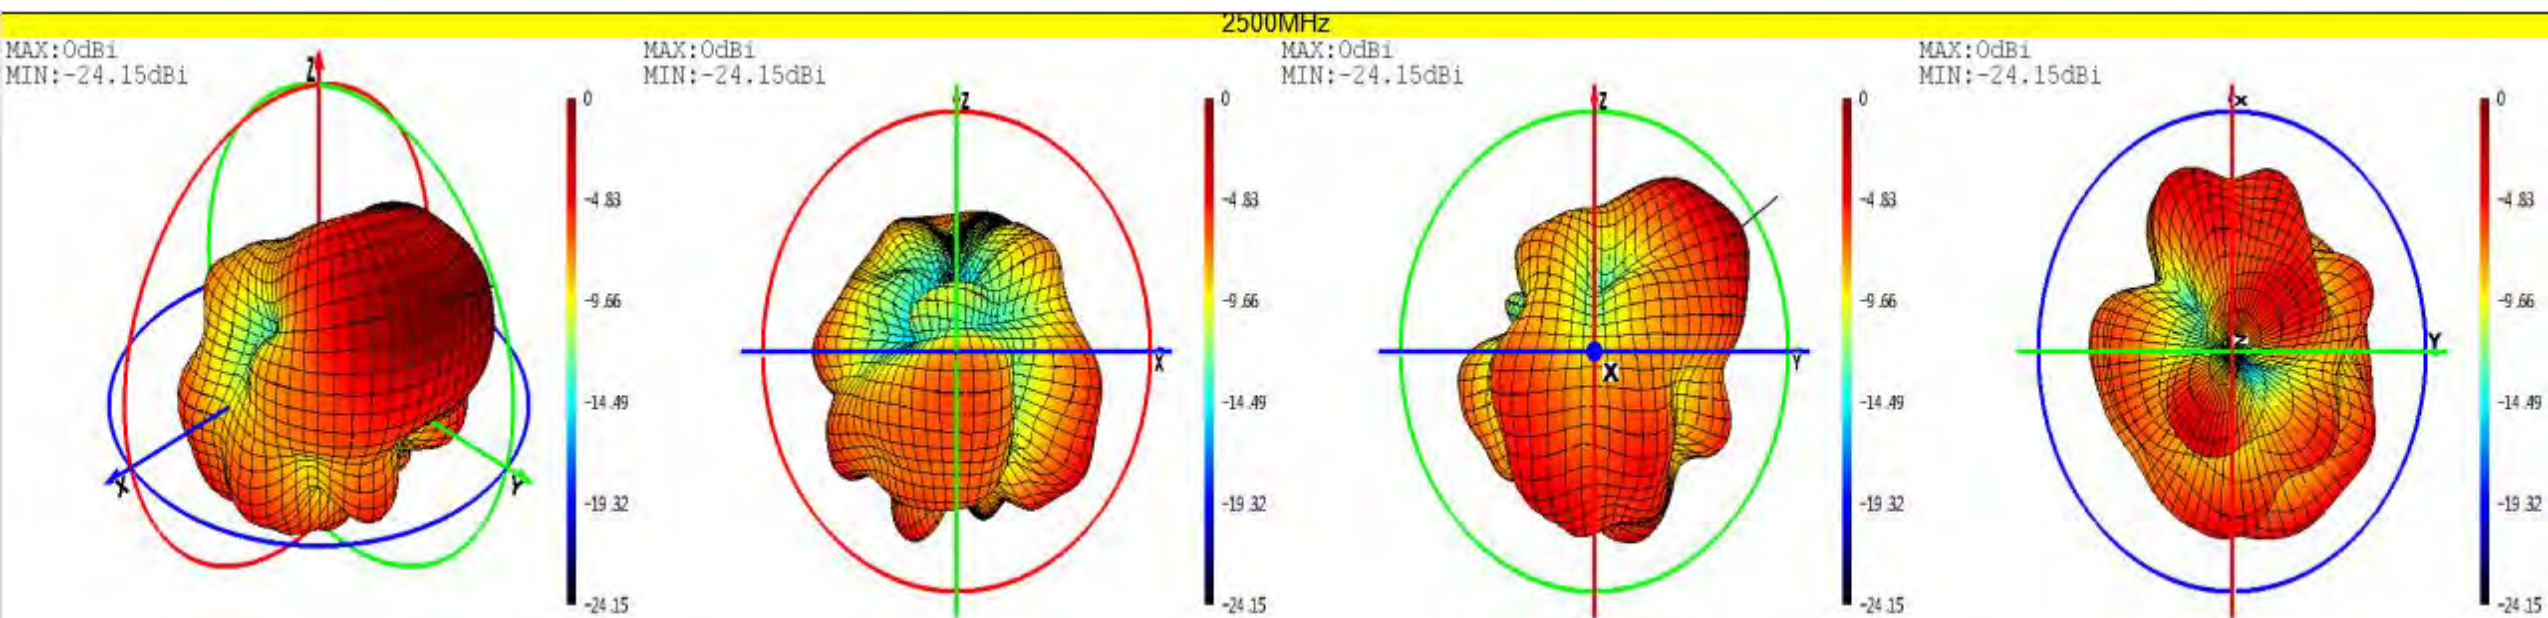 2500MHz
MAX:0dBi
MIN:-24.15dBi
Z
X
Y
0
-4.83
-9.66
-14.49
-19.32
-24.15
MAX:0dBi
MIN:-24.15dBi
Z
X
0
-4.83
-9.66
-14.49
-19.32
-24.15
MAX:0dBi
MIN:-24.15dBi
Z
Y
X
0
-4.83
-9.66
-14.49
-19.32
-24.15
MAX:0dBi
MIN:-24.15dBi
X
Y
Z
0
-4.83
-9.66
-14.49
-19.32
-24.15